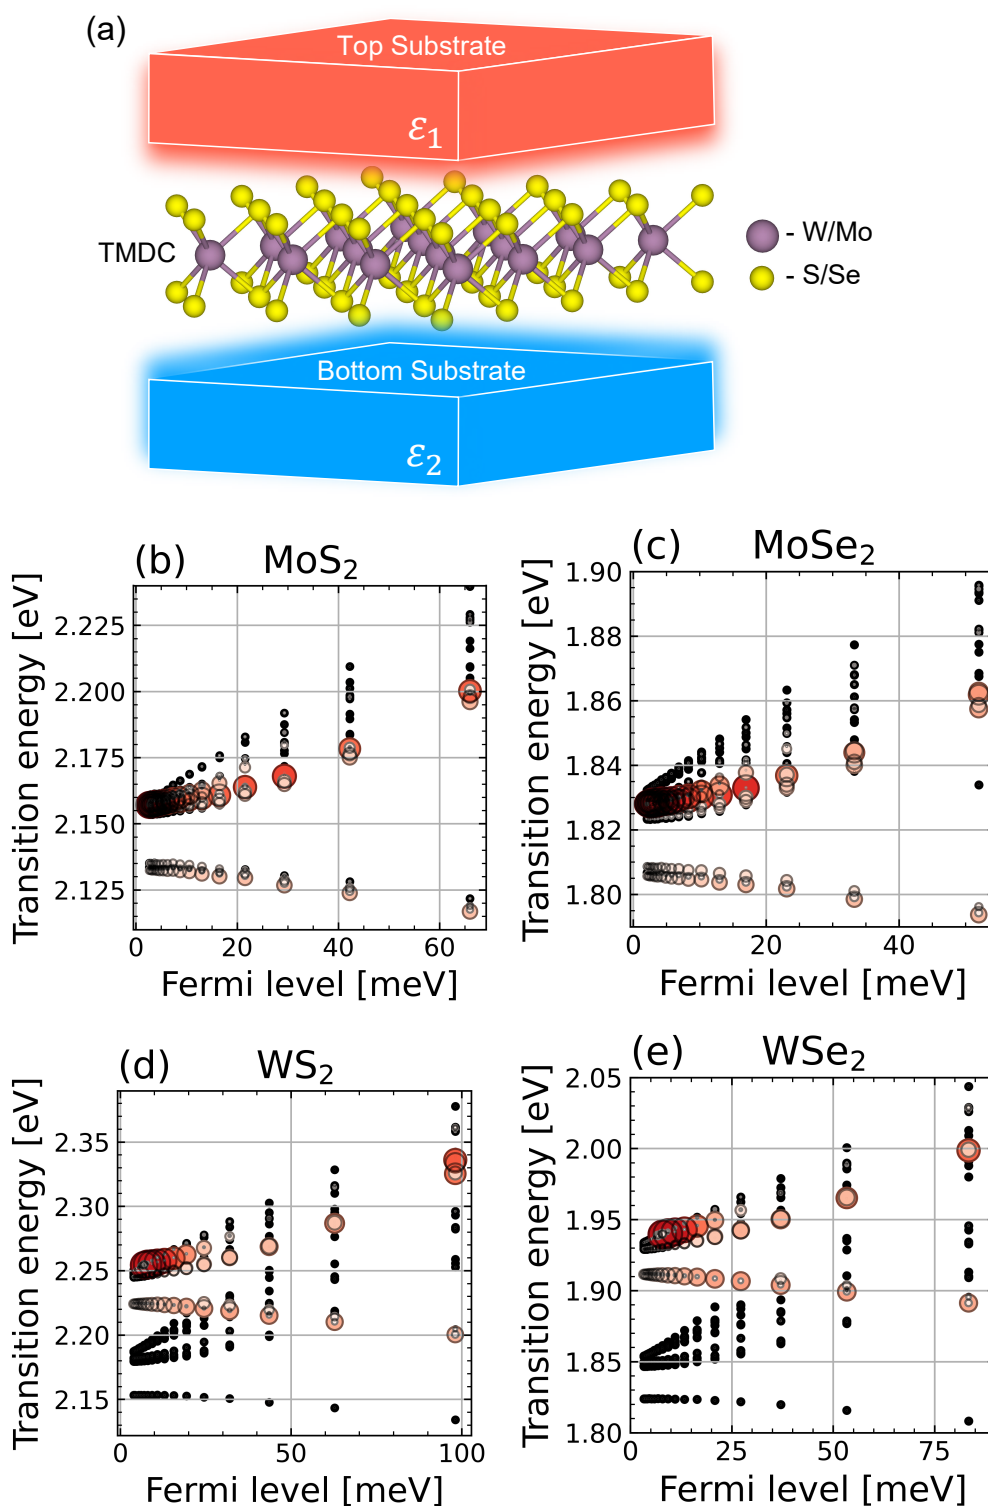 (a)
Top Substrate
ε₁
TMDC
- W/Mo
- S/Se
Bottom Substrate
ε₂
(b) MoS₂
Transition energy [eV]
2.225
2.200
2.175
2.150
2.125
0 20 40 60
Fermi level [meV]
(c) MoSe₂
Transition energy [eV]
1.90
1.88
1.86
1.84
1.82
1.80
0 20 40
Fermi level [meV]
(d) WS₂
Transition energy [eV]
2.35
2.30
2.25
2.20
2.15
0 50 100
Fermi level [meV]
(e) WSe₂
Transition energy [eV]
2.05
2.00
1.95
1.90
1.85
1.80
0 25 50 75
Fermi level [meV]